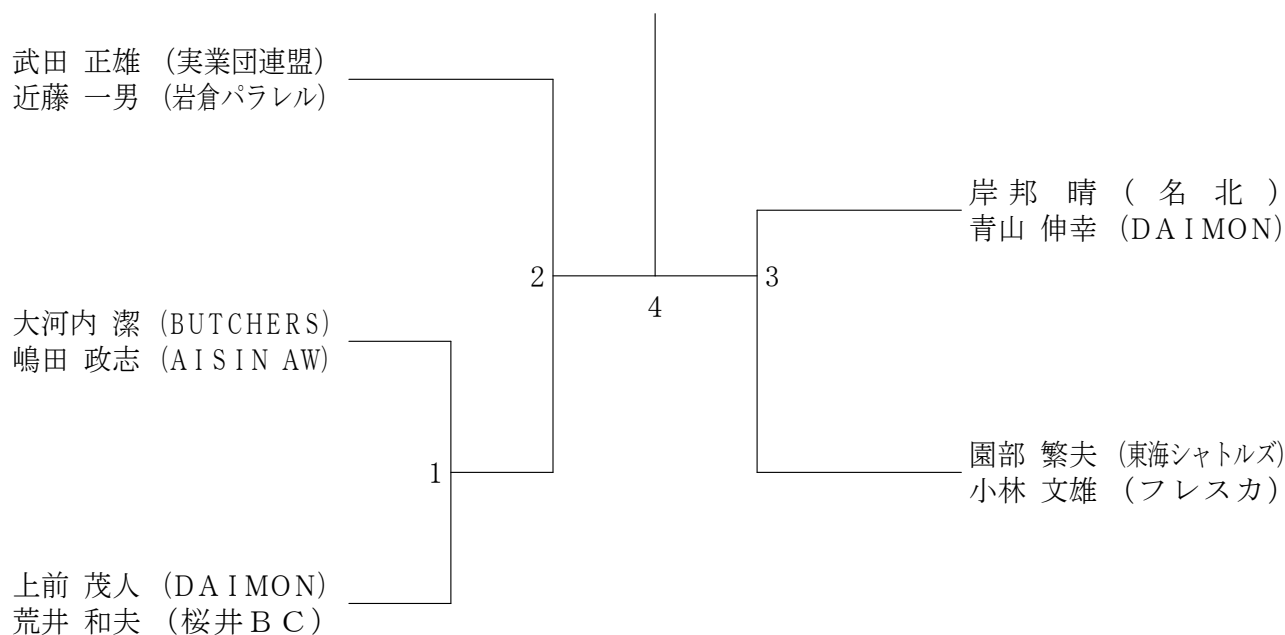 武田 正雄 (実業団連盟)
近藤 一男 (岩倉パラレル)
2
大河内 潔 (BUTCHERS)
嶋田 政志 (AISIN AW)
1
上前 茂人 (DAIMON)
荒井 和夫 (桜井BC)
4
岸 邦 晴 (名 北)
青山 伸幸 (DAIMON)
3
園部 繁夫 (東海シャトルズ)
小林 文雄 (フレスカ)